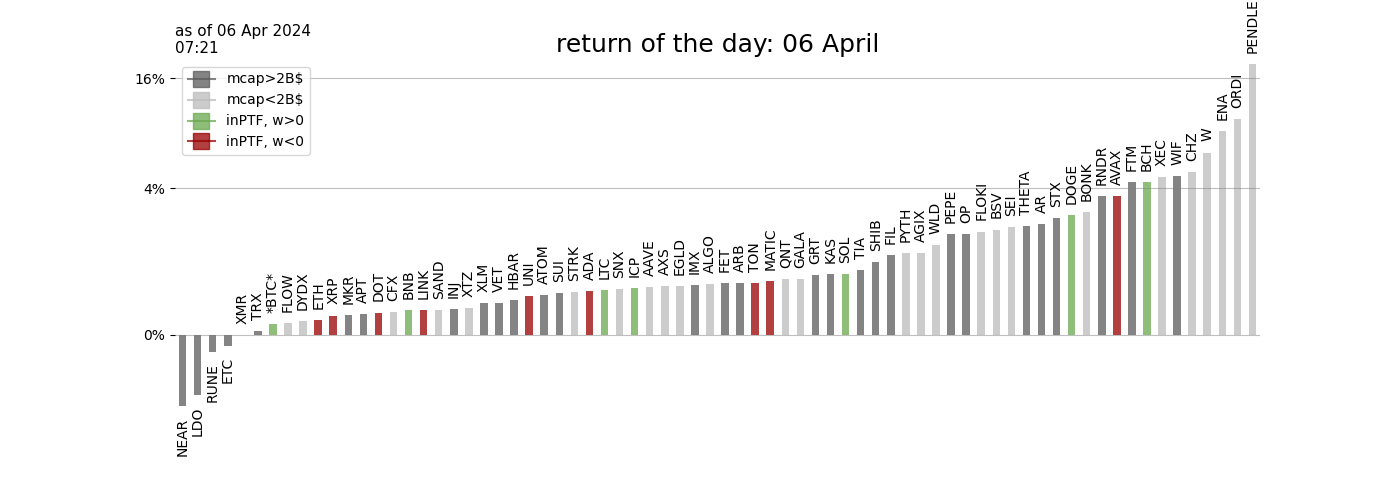 as of 06 Apr 2024
07:21
return of the day: 06 April
16%
4%
0%
mcap>2B$
mcap<2B$
inPTF, w>0
inPTF, w<0
NEAR
LDO
RUNE
ETC
XMR
TRX
*BTC*
FLOW
DYDX
ETH
XRP
MKR
APT
DOT
CFX
BNB
LINK
SAND
INJ
XTZ
XLM
VET
HBAR
UNI
ATOM
SUI
STRK
ADA
LTC
SNX
ICP
AAVE
AXS
EGLD
IMX
ALGO
FET
ARB
TON
MATIC
QNT
GALA
GRT
KAS
SOL
TIA
SHIB
FIL
PYTH
AGIX
WLD
PEPE
OP
FLOKI
BSV
SEI
THETA
AR
STX
DOGE
BONK
RNDR
AVAX
FTM
BCH
XEC
WIF
CHZ
W
ENA
ORDI
PENDLE